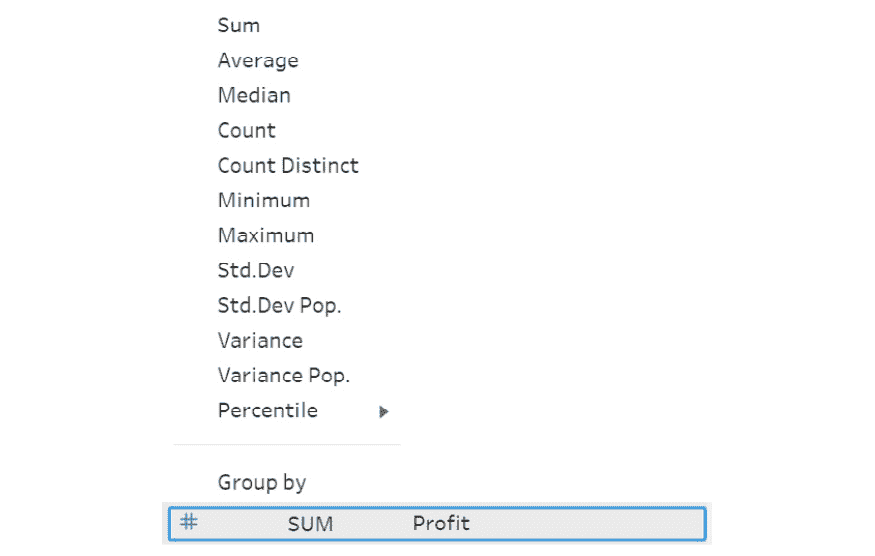 Sum
Average
Median
Count
Count Distinct
Minimum
Maximum
Std.Dev
Std.Dev Pop.
Variance
Variance Pop.
Percentile
Group by
# SUM Profit